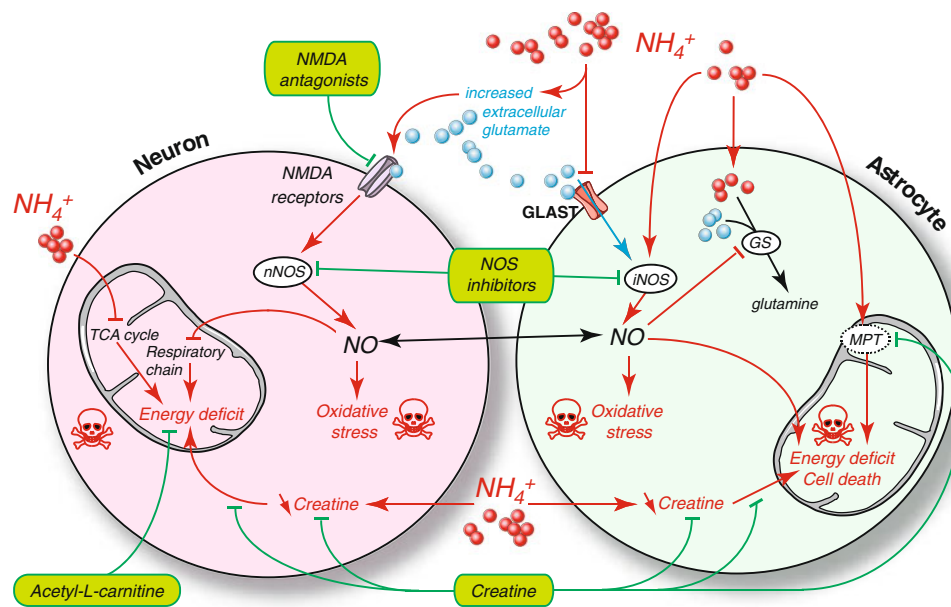 NH₄⁺
NMDA
antagonists
increased
extracellular
glutamate
Neuron
Astrocyte
NMDA
receptors
GLAST
NH₄⁺
nNOS
NOS
inhibitors
iNOS
GS
glutamine
TCA cycle
Respiratory
chain
NO
NO
MPT
Energy deficit
Oxidative
stress
Oxidative
stress
Energy deficit
Cell death
Creatine
NH₄⁺
Creatine
Acetyl-L-carnitine
Creatine